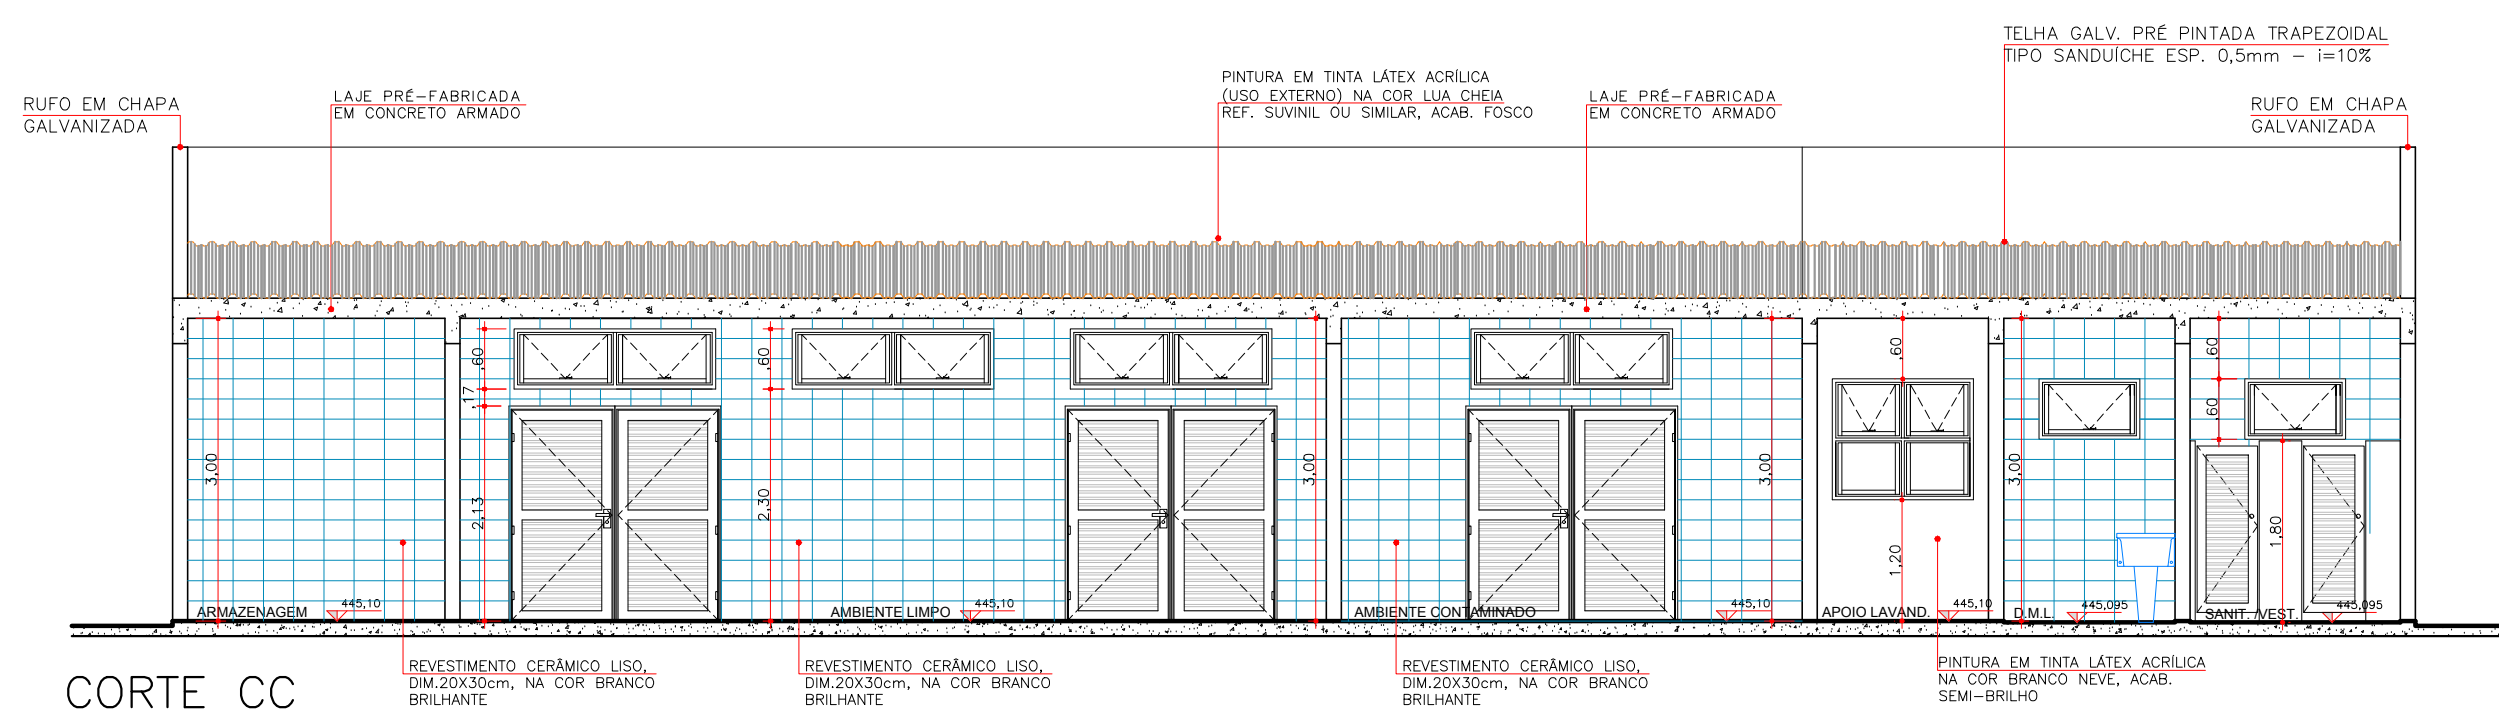 TELHA GALV. PRÉ PINTADA TRAPEZOIDAL
TIPO SANDUÍCHE ESP. 0,5mm – i=10%
RUFO EM CHAPA
GALVANIZADA
LAJE PRÉ–FABRICADA
EM CONCRETO ARMADO
PINTURA EM TINTA LÁTEX ACRÍLICA
(USO EXTERNO) NA COR LUA CHEIA
REF. SUVINIL OU SIMILAR, ACAB. FOSCO
LAJE PRÉ–FABRICADA
EM CONCRETO ARMADO
RUFO EM CHAPA
GALVANIZADA
3,00
,60
,17
2,13
,60
2,30
3,00
3,00
,60
1,20
3,00
,60
,60
1,80
ARMAZENAGEM
445,10
AMBIENTE LIMPO
445,10
AMBIENTE CONTAMINADO
445,10
APOIO LAVAND.
445,10
D.M.L.
445,095
SANIT./VEST.
445,095
REVESTIMENTO CERÂMICO LISO,
DIM.20X30cm, NA COR BRANCO
BRILHANTE
REVESTIMENTO CERÂMICO LISO,
DIM.20X30cm, NA COR BRANCO
BRILHANTE
REVESTIMENTO CERÂMICO LISO,
DIM.20X30cm, NA COR BRANCO
BRILHANTE
PINTURA EM TINTA LÁTEX ACRÍLICA
NA COR BRANCO NEVE, ACAB.
SEMI–BRILHO
CORTE CC